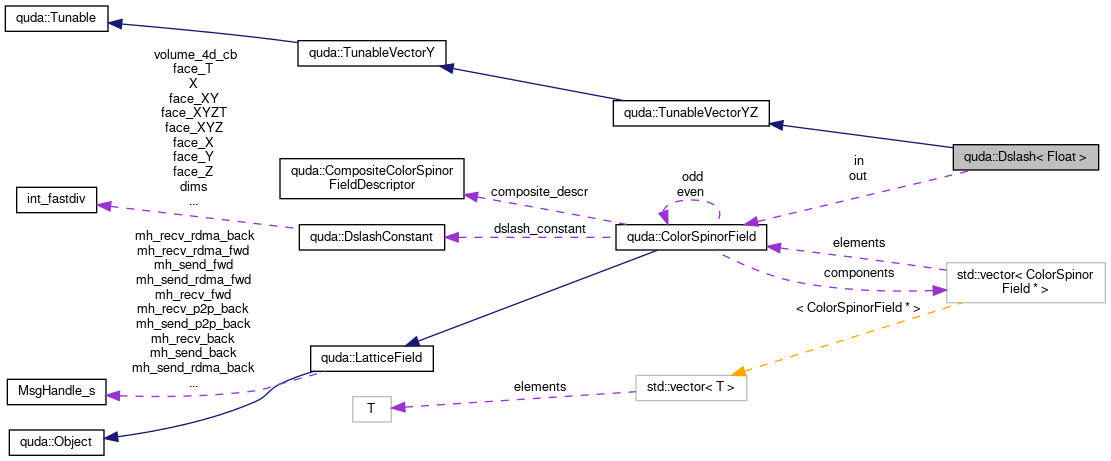 quda::Tunable
quda::TunableVectorY
volume_4d_cb
face_T
X
face_XY
face_XYZT
face_XYZ
face_X
face_Y
face_Z
dims
...
quda::TunableVectorYZ
quda::Dslash< Float >
in
out
quda::CompositeColorSpinor
FieldDescriptor
composite_descr
odd
even
int_fastdiv
quda::DslashConstant
dslash_constant
quda::ColorSpinorField
elements
components
std::vector< ColorSpinor
Field * >
< ColorSpinorField * >
mh_recv_rdma_back
mh_recv_rdma_fwd
mh_send_fwd
mh_send_rdma_fwd
mh_recv_fwd
mh_recv_p2p_back
mh_send_p2p_back
mh_recv_back
mh_send_back
mh_send_rdma_back
...
quda::LatticeField
MsgHandle_s
std::vector< T >
elements
T
quda::Object